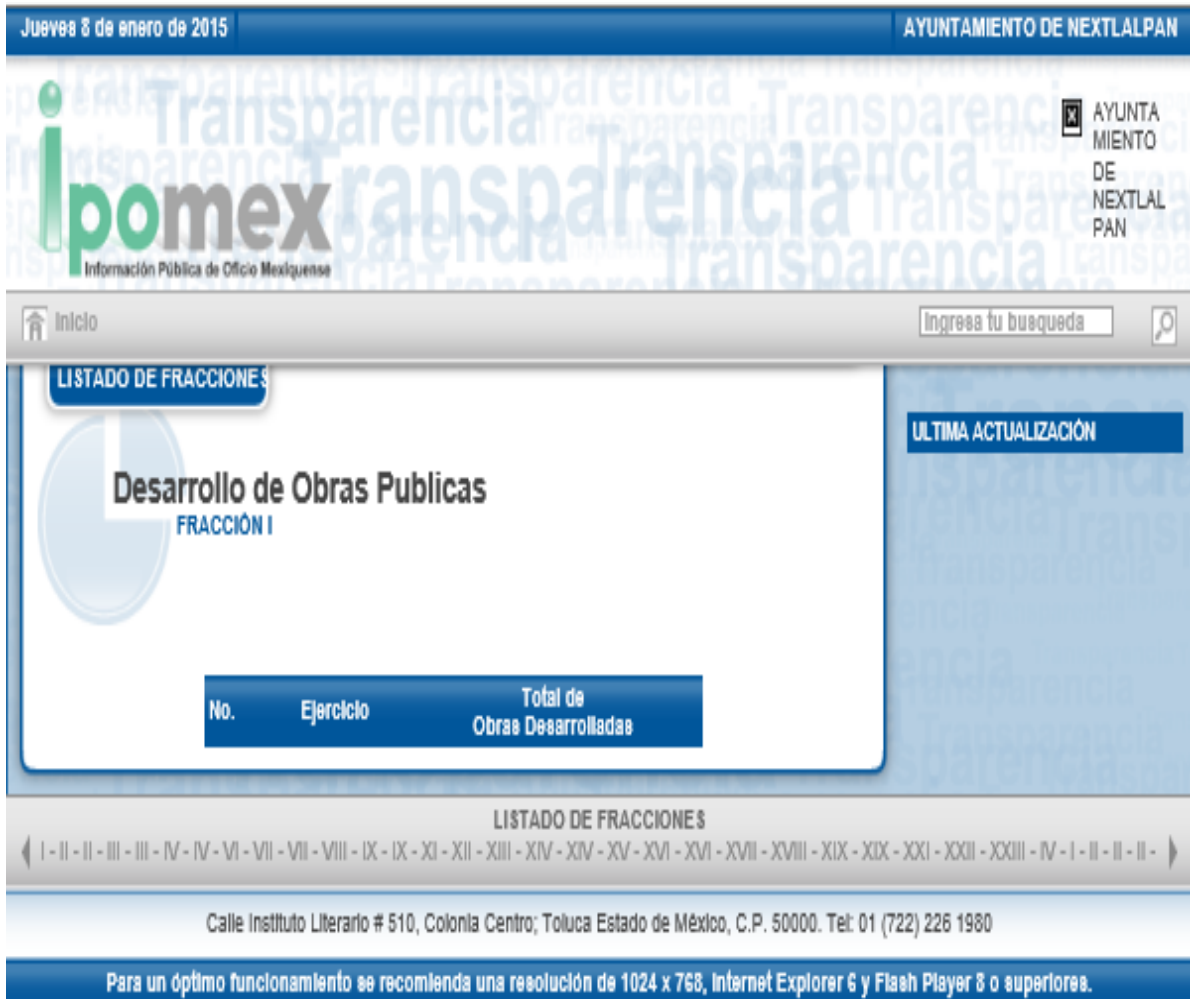 Jueves 8 de enero de 2015
AYUNTAMIENTO DE NEXTLALPAN
ipomex
Información Pública de Oficio Mexiquense
AYUNTA
MIENTO
DE
NEXTLAL
PAN
Inicio
Ingresa tu busqueda
LISTADO DE FRACCIONES
ULTIMA ACTUALIZACIÓN
Desarrollo de Obras Publicas
FRACCIÓN I
No. Ejercicio Total de
Obras Desarrolladas
LISTADO DE FRACCIONES
I - II - II - III - III - IV - IV - VI - VII - VII - VIII - IX - IX - XI - XII - XIII - XIV - XIV - XV - XVI - XVI - XVII - XVIII - XIX - XIX - XXI - XXII - XXIII - IV - I - II - II - II -
Calle Instituto Literario # 510, Colonia Centro; Toluca Estado de México, C.P. 50000. Tel: 01 (722) 226 1980
Para un óptimo funcionamiento se recomienda una resolución de 1024 x 768, Internet Explorer 6 y Flash Player 8 o superiores.